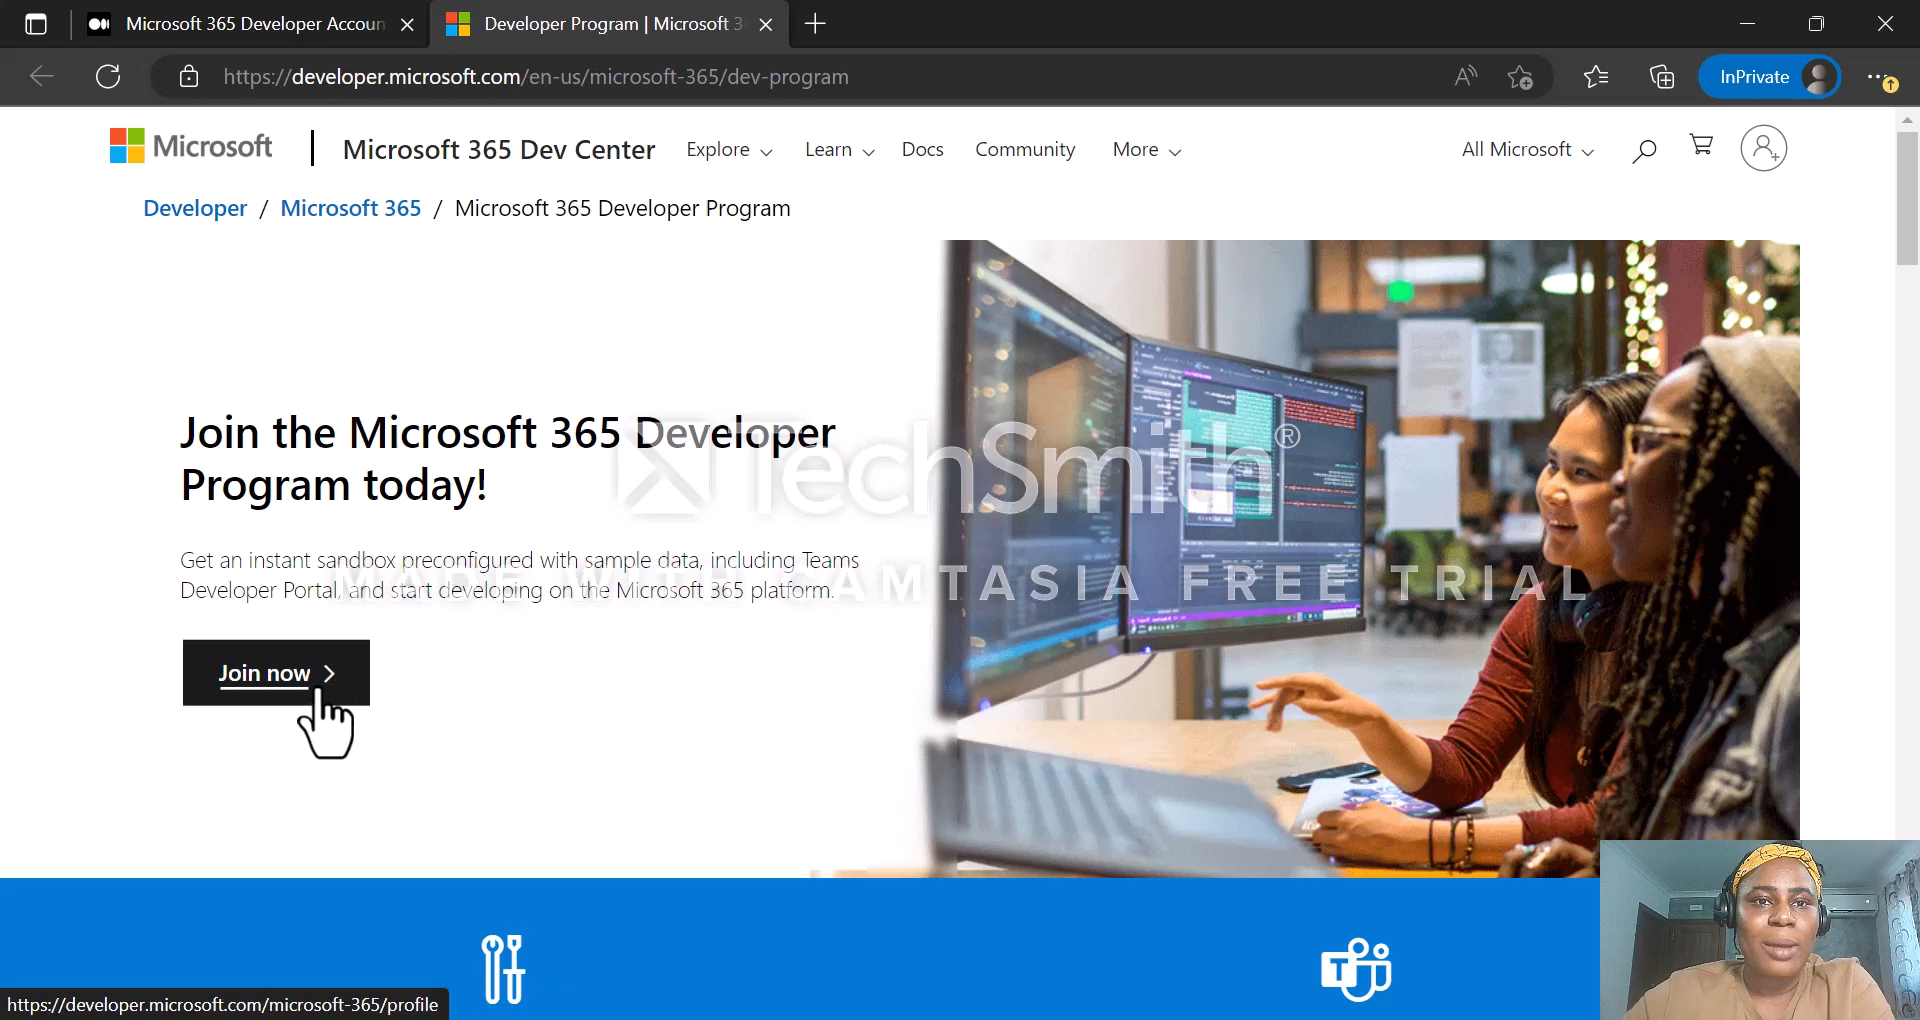 Microsoft 365 Developer Accoun
Developer Program | Microsoft 3
https://developer.microsoft.com/en-us/microsoft-365/dev-program
InPrivate
Microsoft
Microsoft 365 Dev Center
Explore
Learn
Docs
Community
More
All Microsoft
Developer / Microsoft 365 / Microsoft 365 Developer Program
Join the Microsoft 365 Developer
Program today!
TechSmith®
Get an instant sandbox preconfigured with sample data, including Teams
Developer Portal, and start developing on the Microsoft 365 platform.
MADE WITH CAMTASIA FREE TRIAL
Join now
https://developer.microsoft.com/microsoft-365/profile